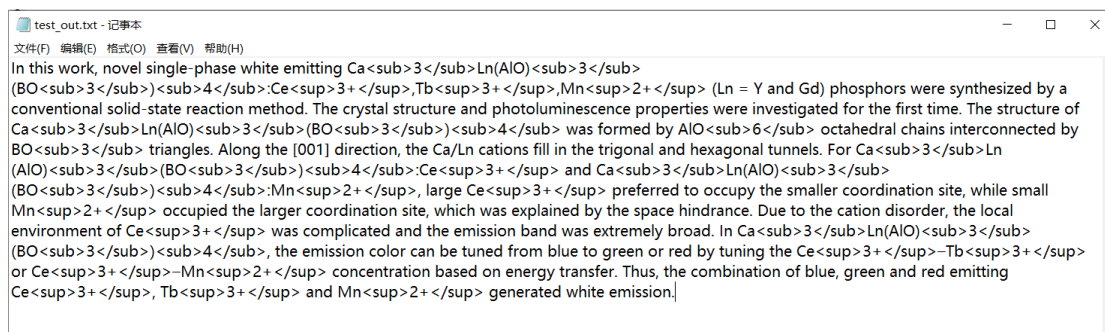 test_out.txt - 记事本
文件(F) 编辑(E) 格式(O) 查看(V) 帮助(H)
In this work, novel single-phase white emitting Ca<sub>3</sub>Ln(AlO)<sub>3</sub>
(BO<sub>3</sub>)<sub>4</sub>:Ce<sup>3+</sup>,Tb<sup>3+</sup>,Mn<sup>2+</sup> (Ln = Y and Gd) phosphors were synthesized by a
conventional solid-state reaction method. The crystal structure and photoluminescence properties were investigated for the first time. The structure of
Ca<sub>3</sub>Ln(AlO)<sub>3</sub>(BO<sub>3</sub>)<sub>4</sub> was formed by AlO<sub>6</sub> octahedral chains interconnected by
BO<sub>3</sub> triangles. Along the [001] direction, the Ca/Ln cations fill in the trigonal and hexagonal tunnels. For Ca<sub>3</sub>Ln
(AlO)<sub>3</sub>(BO<sub>3</sub>)<sub>4</sub>:Ce<sup>3+</sup> and Ca<sub>3</sub>Ln(AlO)<sub>3</sub>
(BO<sub>3</sub>)<sub>4</sub>:Mn<sup>2+</sup>, large Ce<sup>3+</sup> preferred to occupy the smaller coordination site, while small
Mn<sup>2+</sup> occupied the larger coordination site, which was explained by the space hindrance. Due to the cation disorder, the local
environment of Ce<sup>3+</sup> was complicated and the emission band was extremely broad. In Ca<sub>3</sub>Ln(AlO)<sub>3</sub>
(BO<sub>3</sub>)<sub>4</sub>, the emission color can be tuned from blue to green or red by tuning the Ce<sup>3+</sup>–Tb<sup>3+</sup>
or Ce<sup>3+</sup>–Mn<sup>2+</sup> concentration based on energy transfer. Thus, the combination of blue, green and red emitting
Ce<sup>3+</sup>, Tb<sup>3+</sup> and Mn<sup>2+</sup> generated white emission.